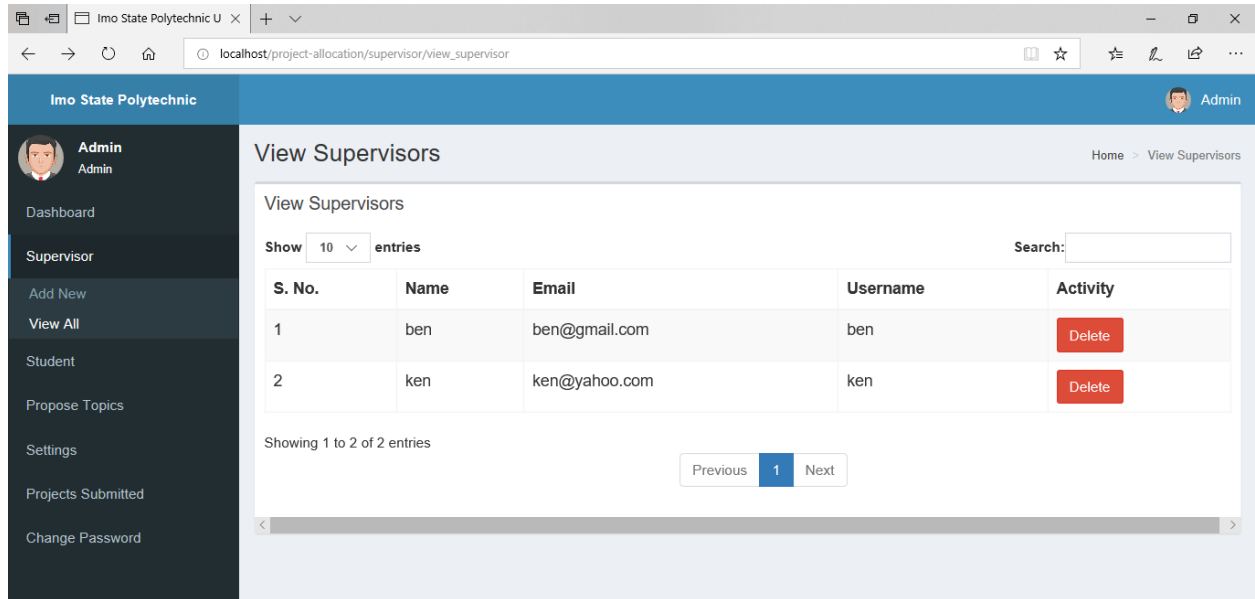 Imo State Polytechnic U
localhost/project-allocation/supervisor/view_supervisor
Imo State Polytechnic
Admin
Admin
Admin
Dashboard
Supervisor
Add New
View All
Student
Propose Topics
Settings
Projects Submitted
Change Password
View Supervisors
Home > View Supervisors
View Supervisors
Show 10 entries Search:
S. No. Name Email Username Activity
1 ben ben@gmail.com ben Delete
2 ken ken@yahoo.com ken Delete
Showing 1 to 2 of 2 entries
Previous 1 Next